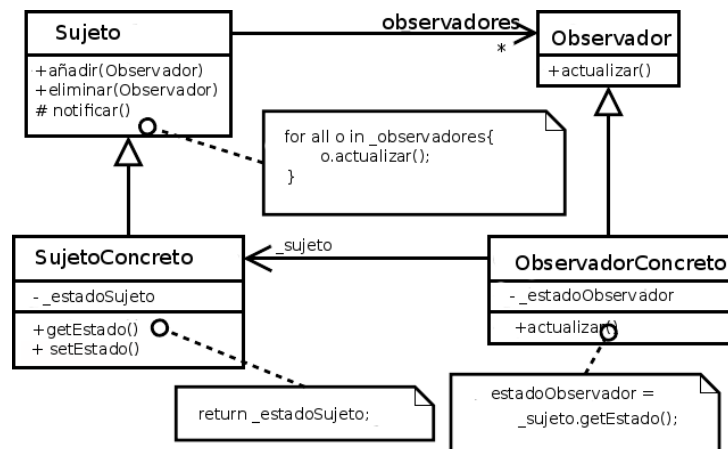 Sujeto
+añadir(Observador)
+eliminar(Observador)
# notificar()
observadores
*
Observador
+actualizar()
for all o in _observadores{
o.actualizar();
}
SujetoConcreto
- _estadoSujeto
+getEstado()
+ setEstado()
_sujeto
ObservadorConcreto
- _estadoObservador
+actualizar()
return _estadoSujeto;
estadoObservador =
_sujeto.getEstado();